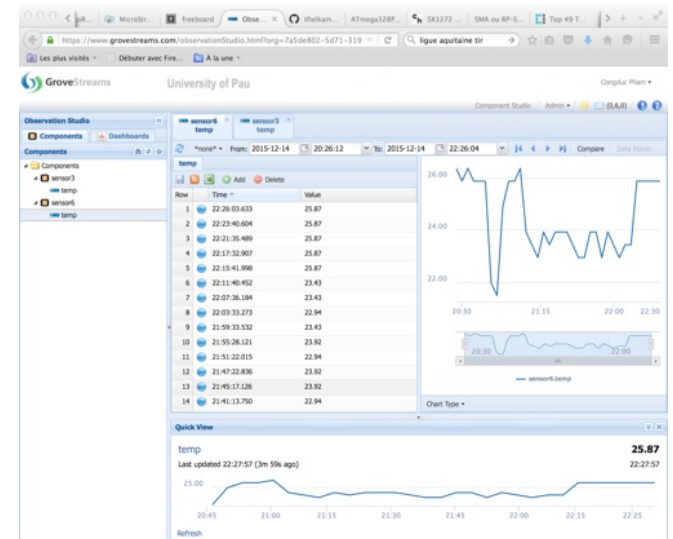 pR...
MicroStr...
freeboard
Obse...
tftelkam...
ATmega328P...
SX1272 ...
SMA ou RP-S...
Top 49 T...
https://www.grovestreams.com/observationStudio.html?org=7a5de802-5d71-319
ligue aquitaine tir
Les plus visités
Débuter avec Fire...
À la une
GroveStreams
University of Pau
Congduc Pham
Component Studio Admin (0,6,0)
Observation Studio
Components Dashboards
Components
Components
sensor3
temp
sensor6
temp
sensor6 temp
sensor3 temp
*none* From: 2015-12-14 20:26:12 To: 2015-12-14 22:26:04 Compare Data Points
temp
Add Delete
Row Time Value
1 22:26:03.633 25.87
2 22:23:40.604 25.87
3 22:21:35.489 25.87
4 22:17:32.907 25.87
5 22:15:41.998 25.87
6 22:11:40.452 23.43
7 22:07:36.184 23.43
8 22:03:33.273 22.94
9 21:59:33.532 23.43
10 21:55:28.121 23.92
11 21:51:22.015 22.94
12 21:47:22.836 23.92
13 21:45:17.126 23.92
14 21:41:13.750 22.94
26.00
24.00
22.00
20:30 21:15 22:00 22:30
20:30 22:00
sensor6.temp
Chart Type
Quick View
temp 25.87
Last updated 22:27:57 (3m 59s ago) 22:27:57
25.00
20:45 21:00 21:15 21:30 21:45 22:00 22:15 22:25
Refresh